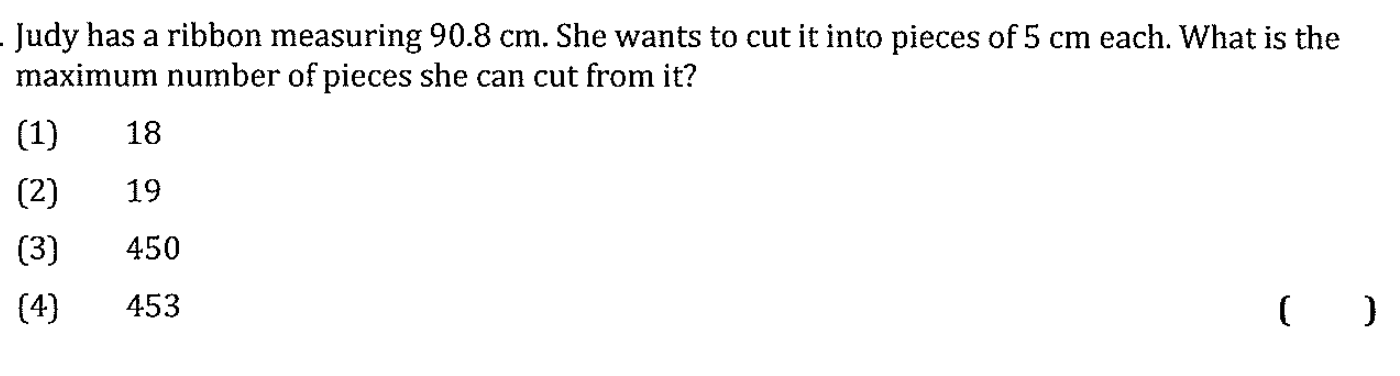 . Judy has a ribbon measuring 90.8 cm. She wants to cut it into pieces of 5 cm each. What is the
maximum number of pieces she can cut from it?
(1) 18
(2) 19
(3) 450
(4) 453 ( )